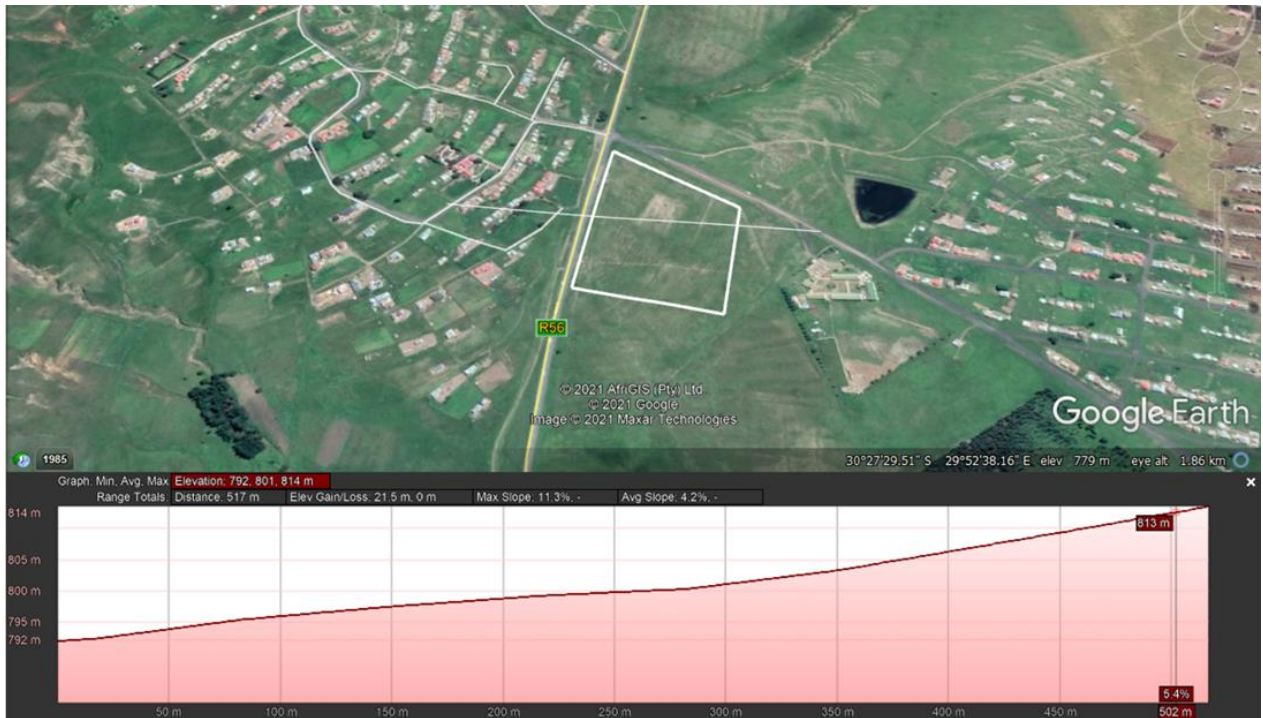 R56
© 2021 AfriGIS (Pty) Ltd.
© 2021 Google
Image © 2021 Maxar Technologies
Google Earth
1985
30°27'29.51" S 29°52'38.16" E elev 779 m eye alt 1.86 km
Graph: Min, Avg, Max Elevation: 792, 801, 814 m
Range Totals: Distance: 517 m Elev Gain/Loss: 21.5 m, 0 m Max Slope: 11.3%, - Avg Slope: 4.2%, -
814 m
813 m
805 m
800 m
795 m
792 m
5.4%
50 m 100 m 150 m 200 m 250 m 300 m 350 m 400 m 450 m 502 m